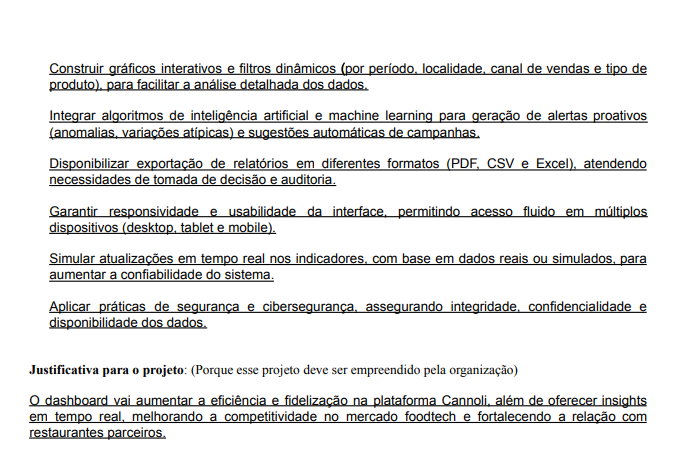 Construir gráficos interativos e filtros dinâmicos (por período, localidade, canal de vendas e tipo de
produto), para facilitar a análise detalhada dos dados.
Integrar algoritmos de inteligência artificial e machine learning para geração de alertas proativos
(anomalias, variações atípicas) e sugestões automáticas de campanhas.
Disponibilizar exportação de relatórios em diferentes formatos (PDF, CSV e Excel), atendendo
necessidades de tomada de decisão e auditoria.
Garantir responsividade e usabilidade da interface, permitindo acesso fluido em múltiplos
dispositivos (desktop, tablet e mobile).
Simular atualizações em tempo real nos indicadores, com base em dados reais ou simulados, para
aumentar a confiabilidade do sistema.
Aplicar práticas de segurança e cibersegurança, assegurando integridade, confidencialidade e
disponibilidade dos dados.
Justificativa para o projeto: (Porque esse projeto deve ser empreendido pela organização)
O dashboard vai aumentar a eficiência e fidelização na plataforma Cannoli, além de oferecer insights
em tempo real, melhorando a competitividade no mercado foodtech e fortalecendo a relação com
restaurantes parceiros.